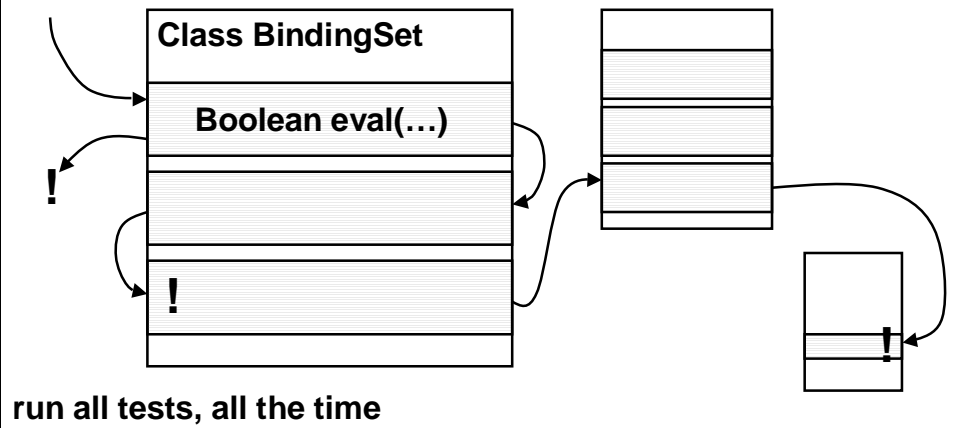 Class BindingSet
Boolean eval(…)
!
!
!
run all tests, all the time